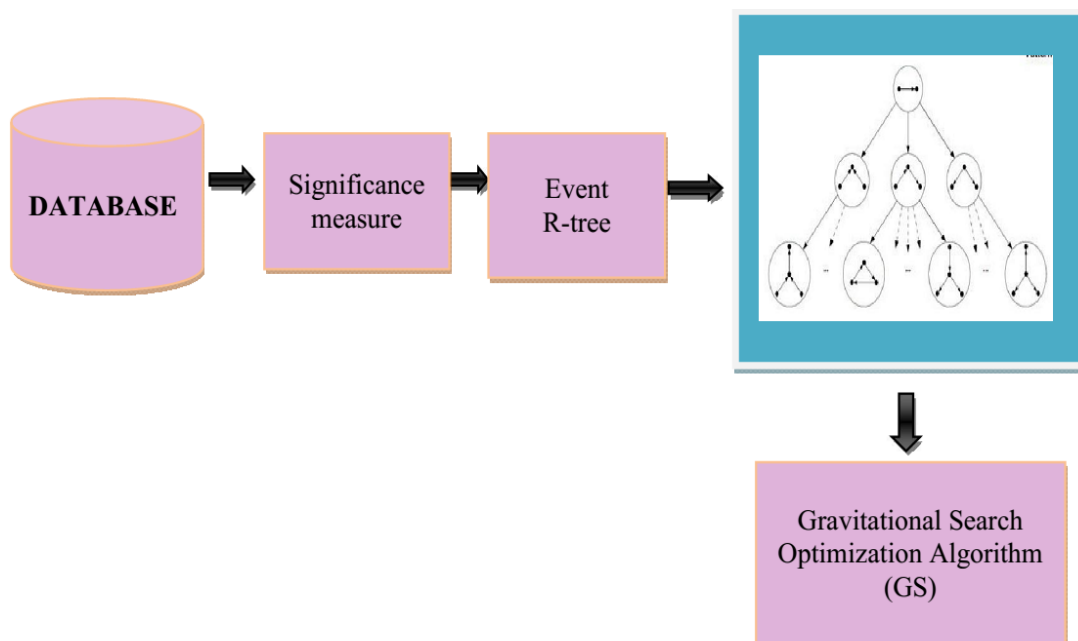 DATABASE
Significance
measure
Event
R-tree
...
...
...
Gravitational Search
Optimization Algorithm
(GS)